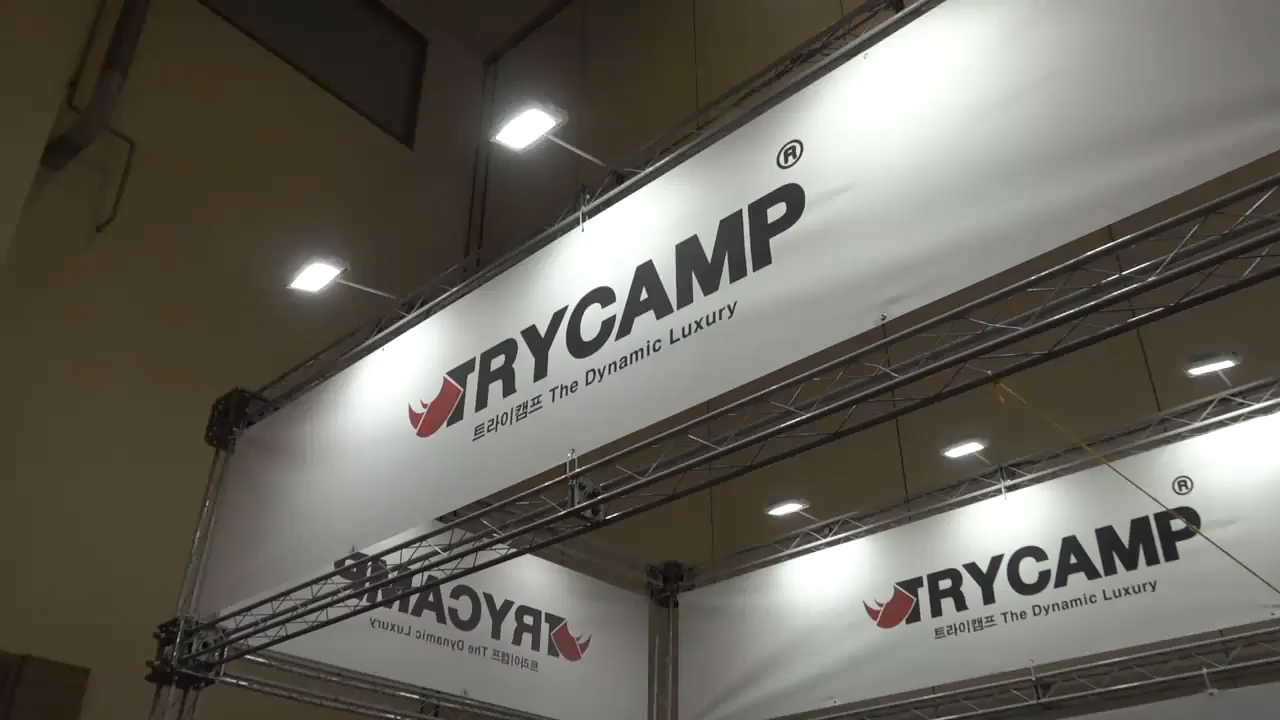 TRYCAMP®
트라이캠프 The Dynamic Luxury
TRYCAMP
트라이캠프 The Dynamic Luxury
TRYCAMP®
트라이캠프 The Dynamic Luxury